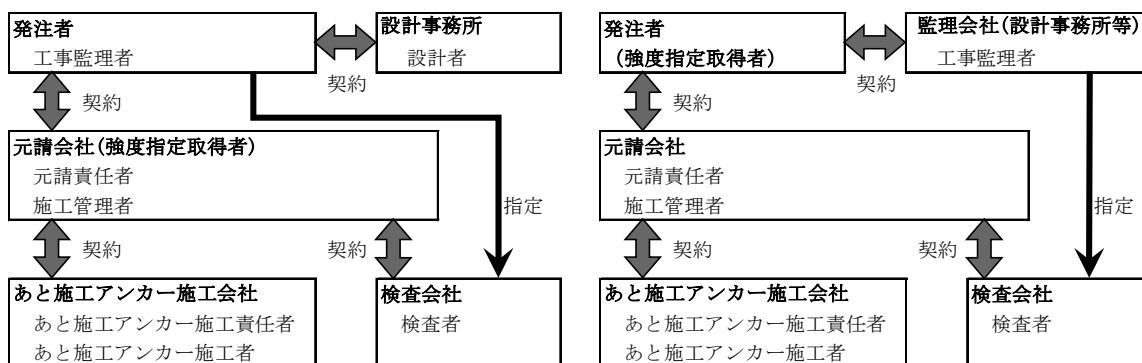 発注者
工事監理者
設計事務所
設計者
契約
契約
元請会社(強度指定取得者)
元請責任者
施工管理者
指定
契約
契約
あと施工アンカー施工会社
あと施工アンカー施工責任者
あと施工アンカー施工者
検査会社
検査者
発注者
(強度指定取得者)
監理会社(設計事務所等)
工事監理者
契約
契約
元請会社
元請責任者
施工管理者
指定
契約
契約
あと施工アンカー施工会社
あと施工アンカー施工責任者
あと施工アンカー施工者
検査会社
検査者